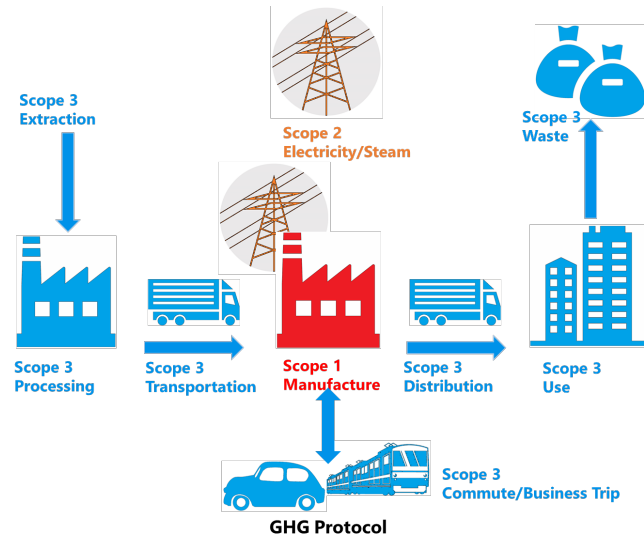 Scope 3
Extraction
Scope 2
Electricity/Steam
Scope 3
Waste
Scope 3
Processing
Scope 3
Transportation
Scope 1
Manufacture
Scope 3
Distribution
Scope 3
Use
Scope 3
Commute/Business Trip
GHG Protocol